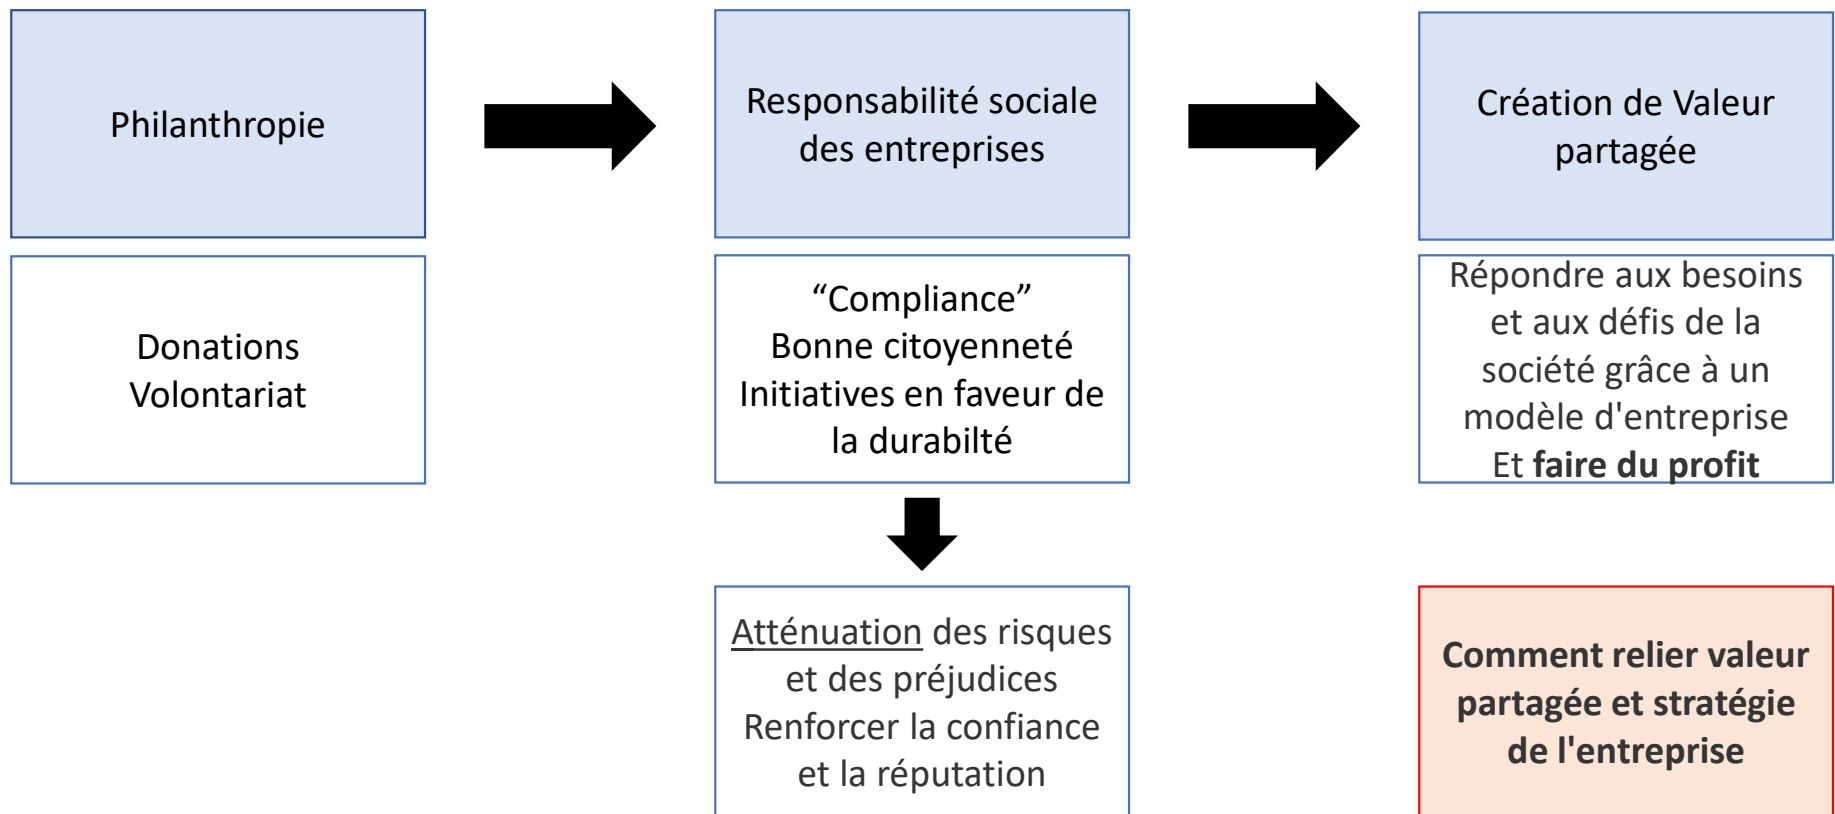 Philanthropie
Responsabilité sociale
des entreprises
Création de Valeur
partagée
Donations
Volontariat
“Compliance”
Bonne citoyenneté
Initiatives en faveur de
la durabilté
Répondre aux besoins
et aux défis de la
société grâce à un
modèle d'entreprise
Et faire du profit
Atténuation des risques
et des préjudices
Renforcer la confiance
et la réputation
Comment relier valeur
partagée et stratégie
de l'entreprise